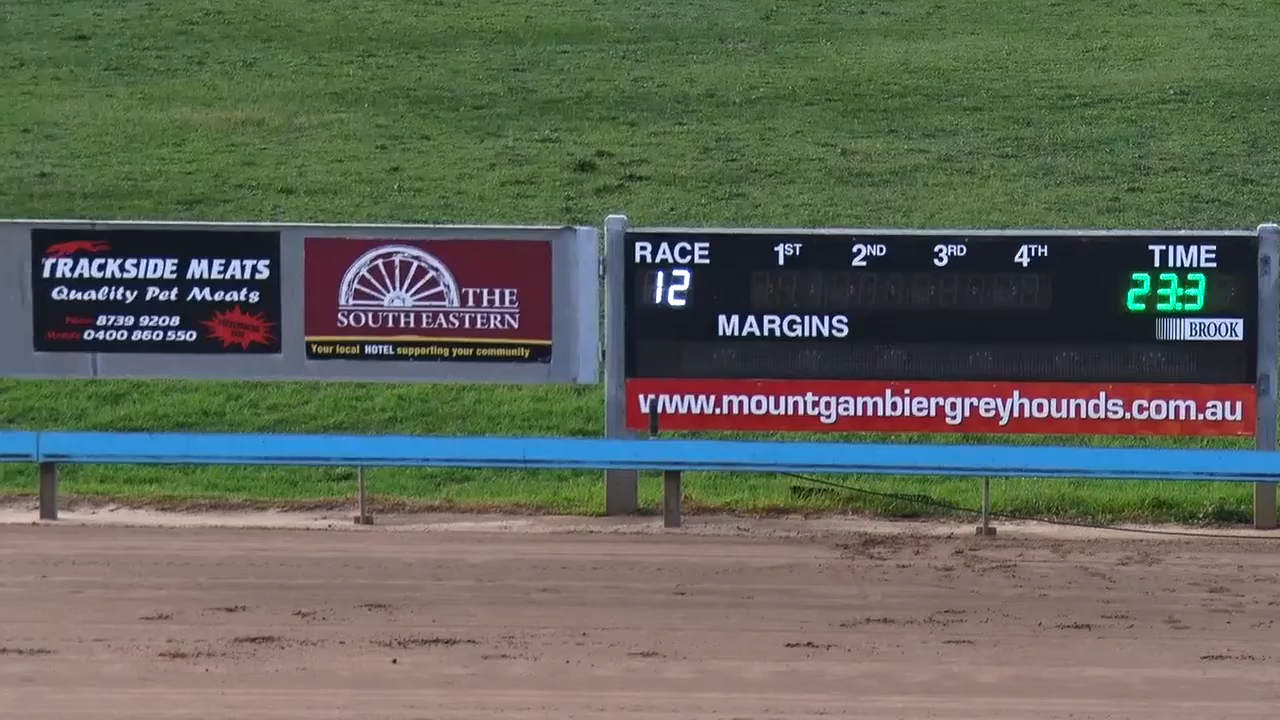 TRACKSIDE MEATS
Quality Pet Meats
8739 9208
0400 860 550
THE
SOUTH EASTERN
Your local HOTEL supporting your community
RACE 1ST 2ND 3RD 4TH TIME
12 23:3
MARGINS
BROOK
www.mountgambiergreyhounds.com.au